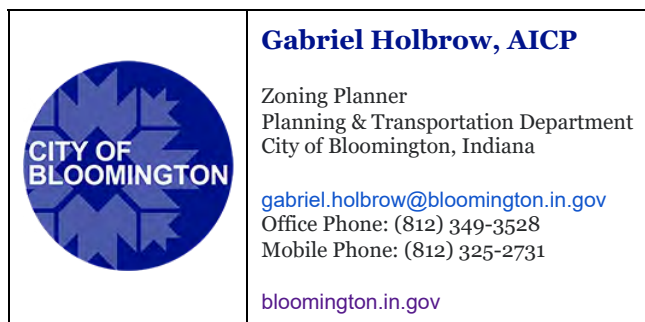 CITY OF
BLOOMINGTON
Gabriel Holbrow, AICP
Zoning Planner
Planning & Transportation Department
City of Bloomington, Indiana
gabriel.holbrow@bloomington.in.gov
Office Phone: (812) 349-3528
Mobile Phone: (812) 325-2731
bloomington.in.gov